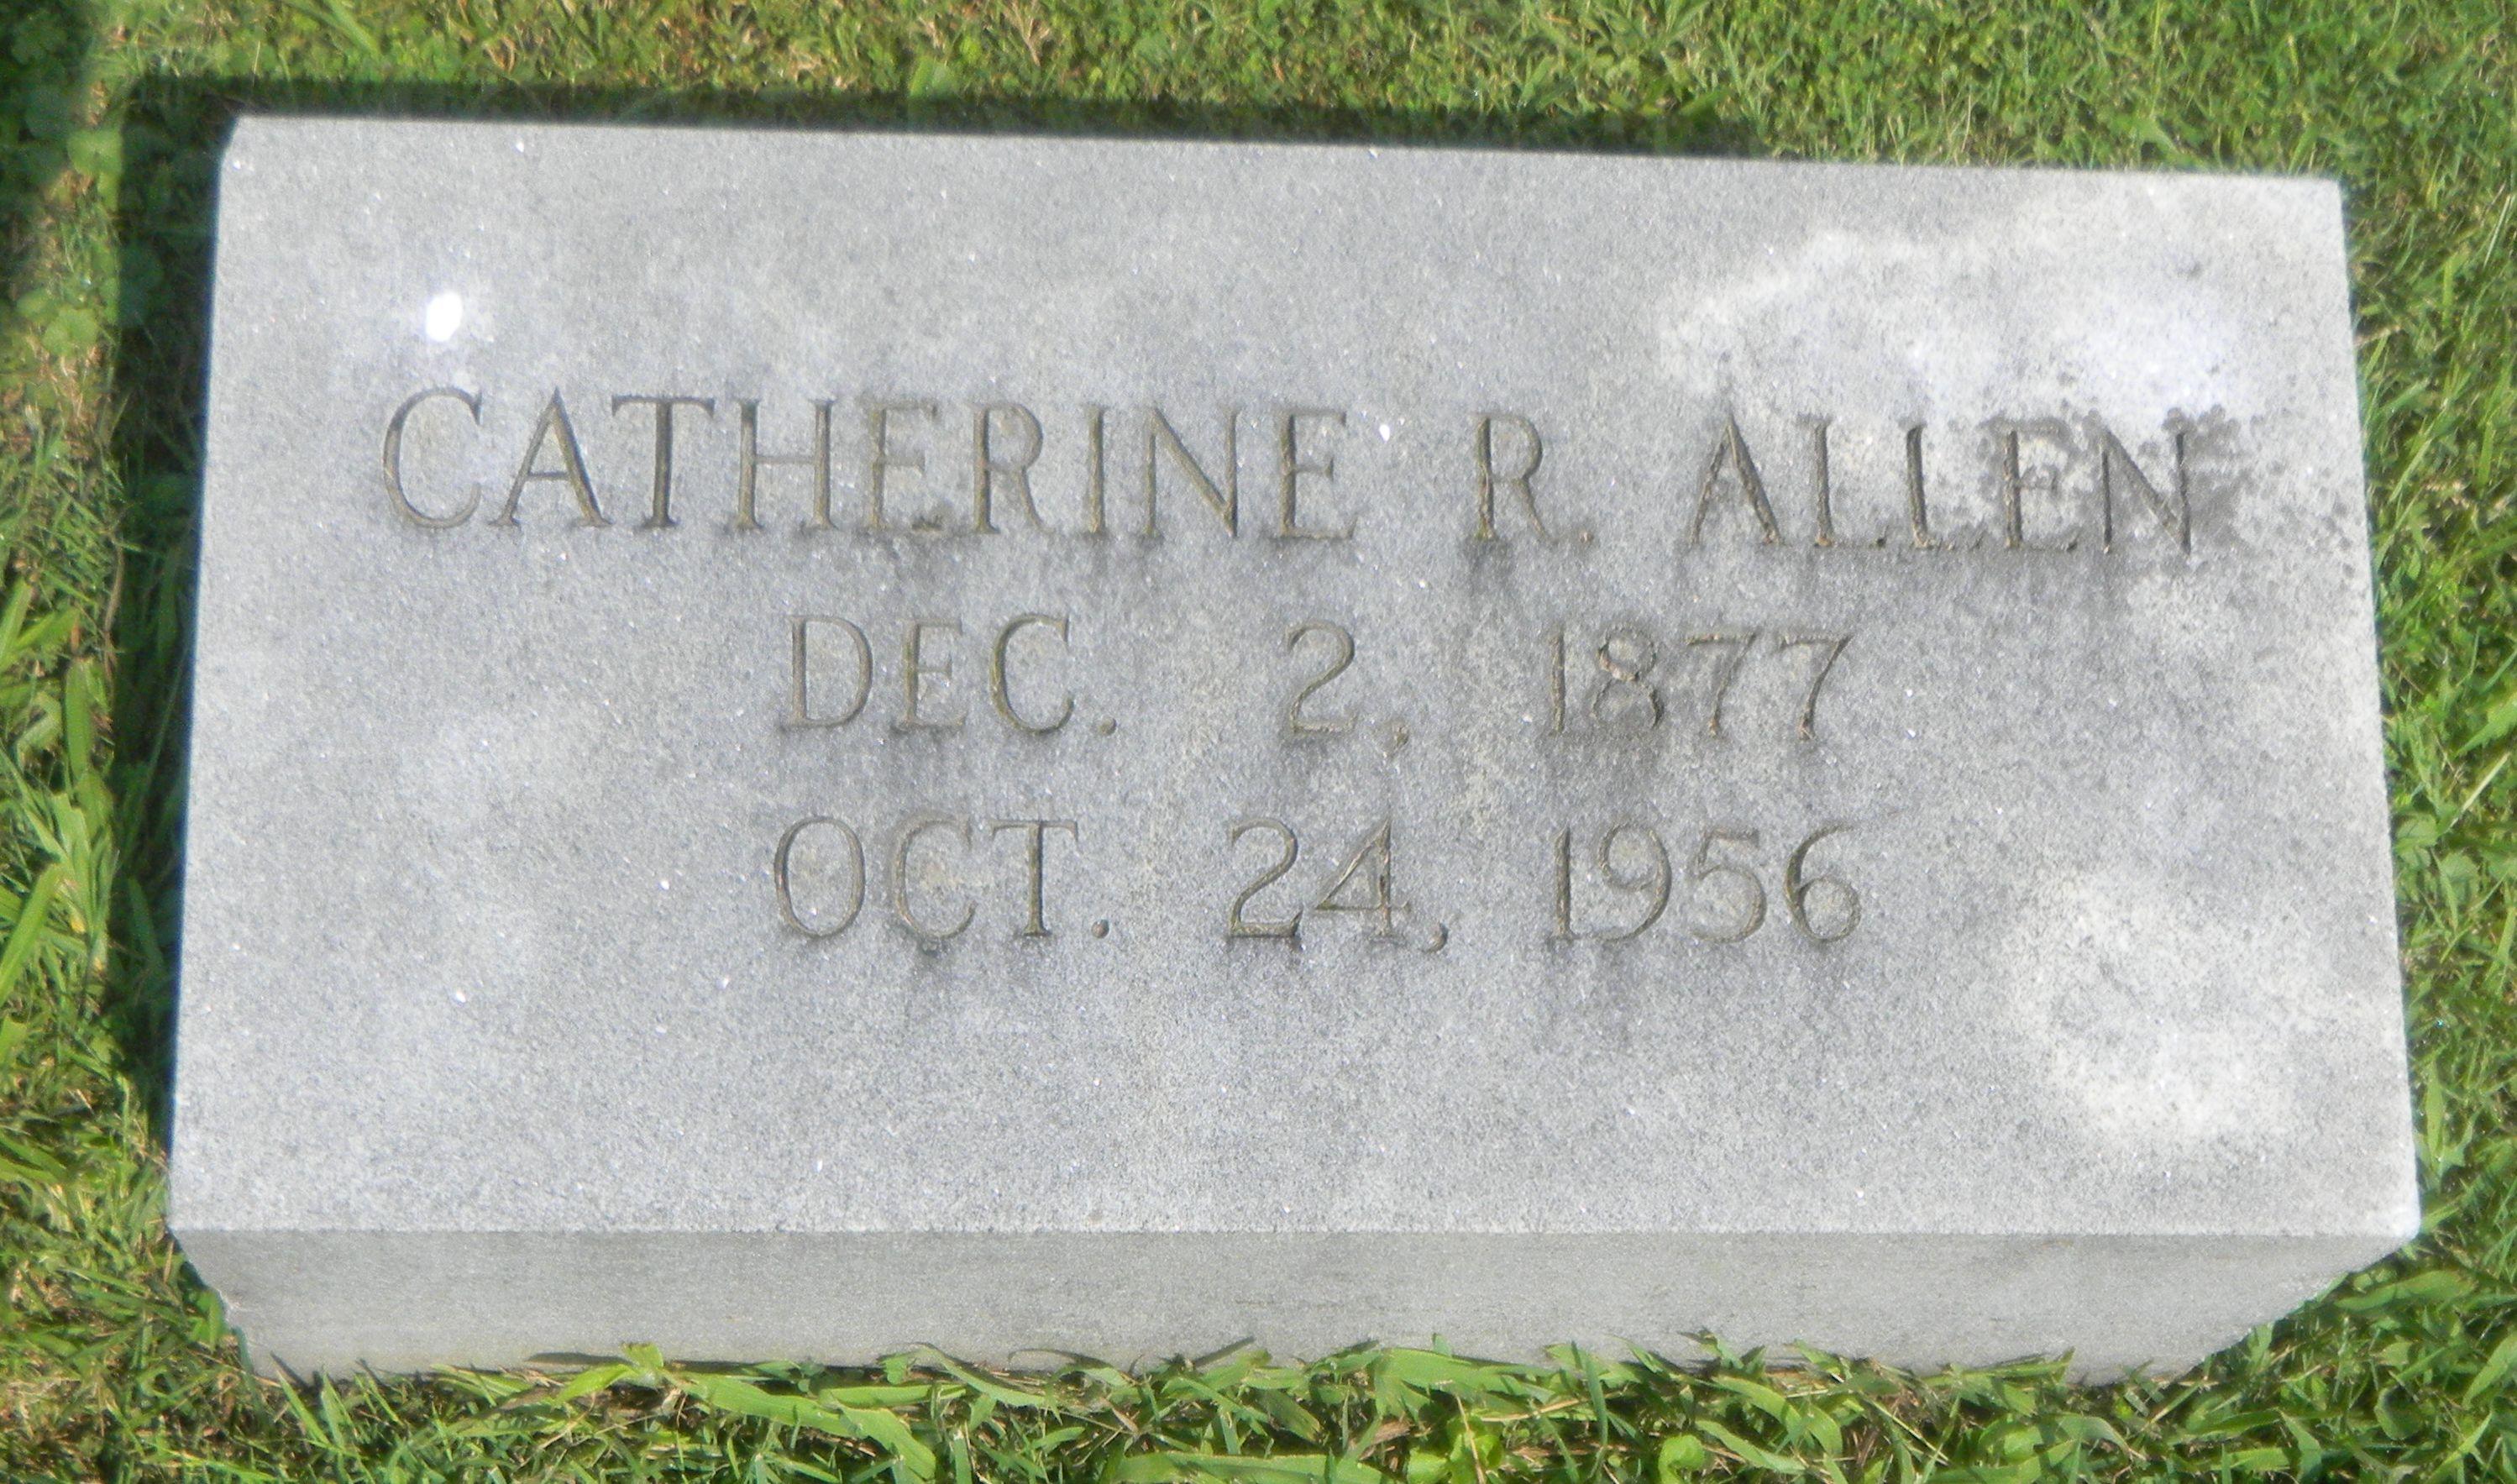 CATHERINE R. ALLEN
DEC. 2, 1877
OCT. 24, 1956